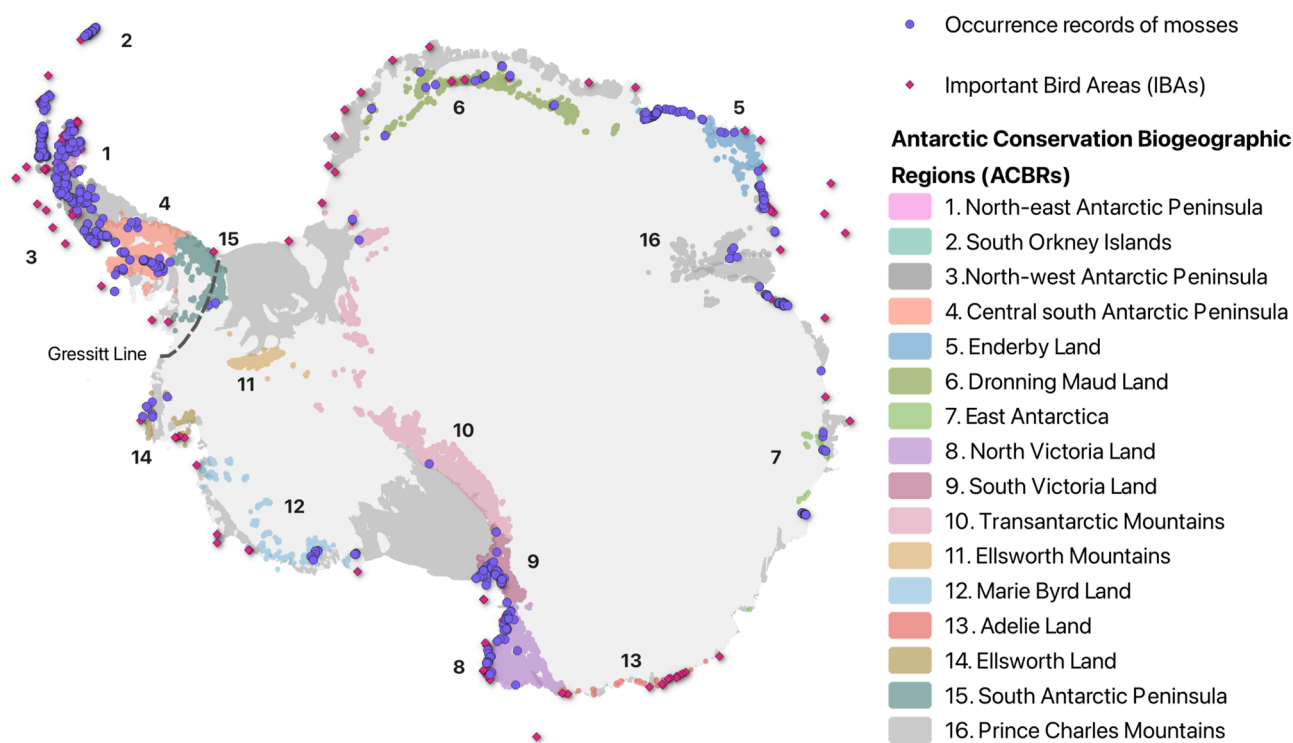 Occurrence records of mosses
Important Bird Areas (IBAs)
Antarctic Conservation Biogeographic
Regions (ACBRs)
1. North-east Antarctic Peninsula
2. South Orkney Islands
3.North-west Antarctic Peninsula
4. Central south Antarctic Peninsula
5. Enderby Land
6. Dronning Maud Land
7. East Antarctica
8. North Victoria Land
9. South Victoria Land
10. Transantarctic Mountains
11. Ellsworth Mountains
12. Marie Byrd Land
13. Adelie Land
14. Ellsworth Land
15. South Antarctic Peninsula
16. Prince Charles Mountains
2
6
5
1
4
15
16
3
Gressitt Line
11
10
14
7
12
9
13
8